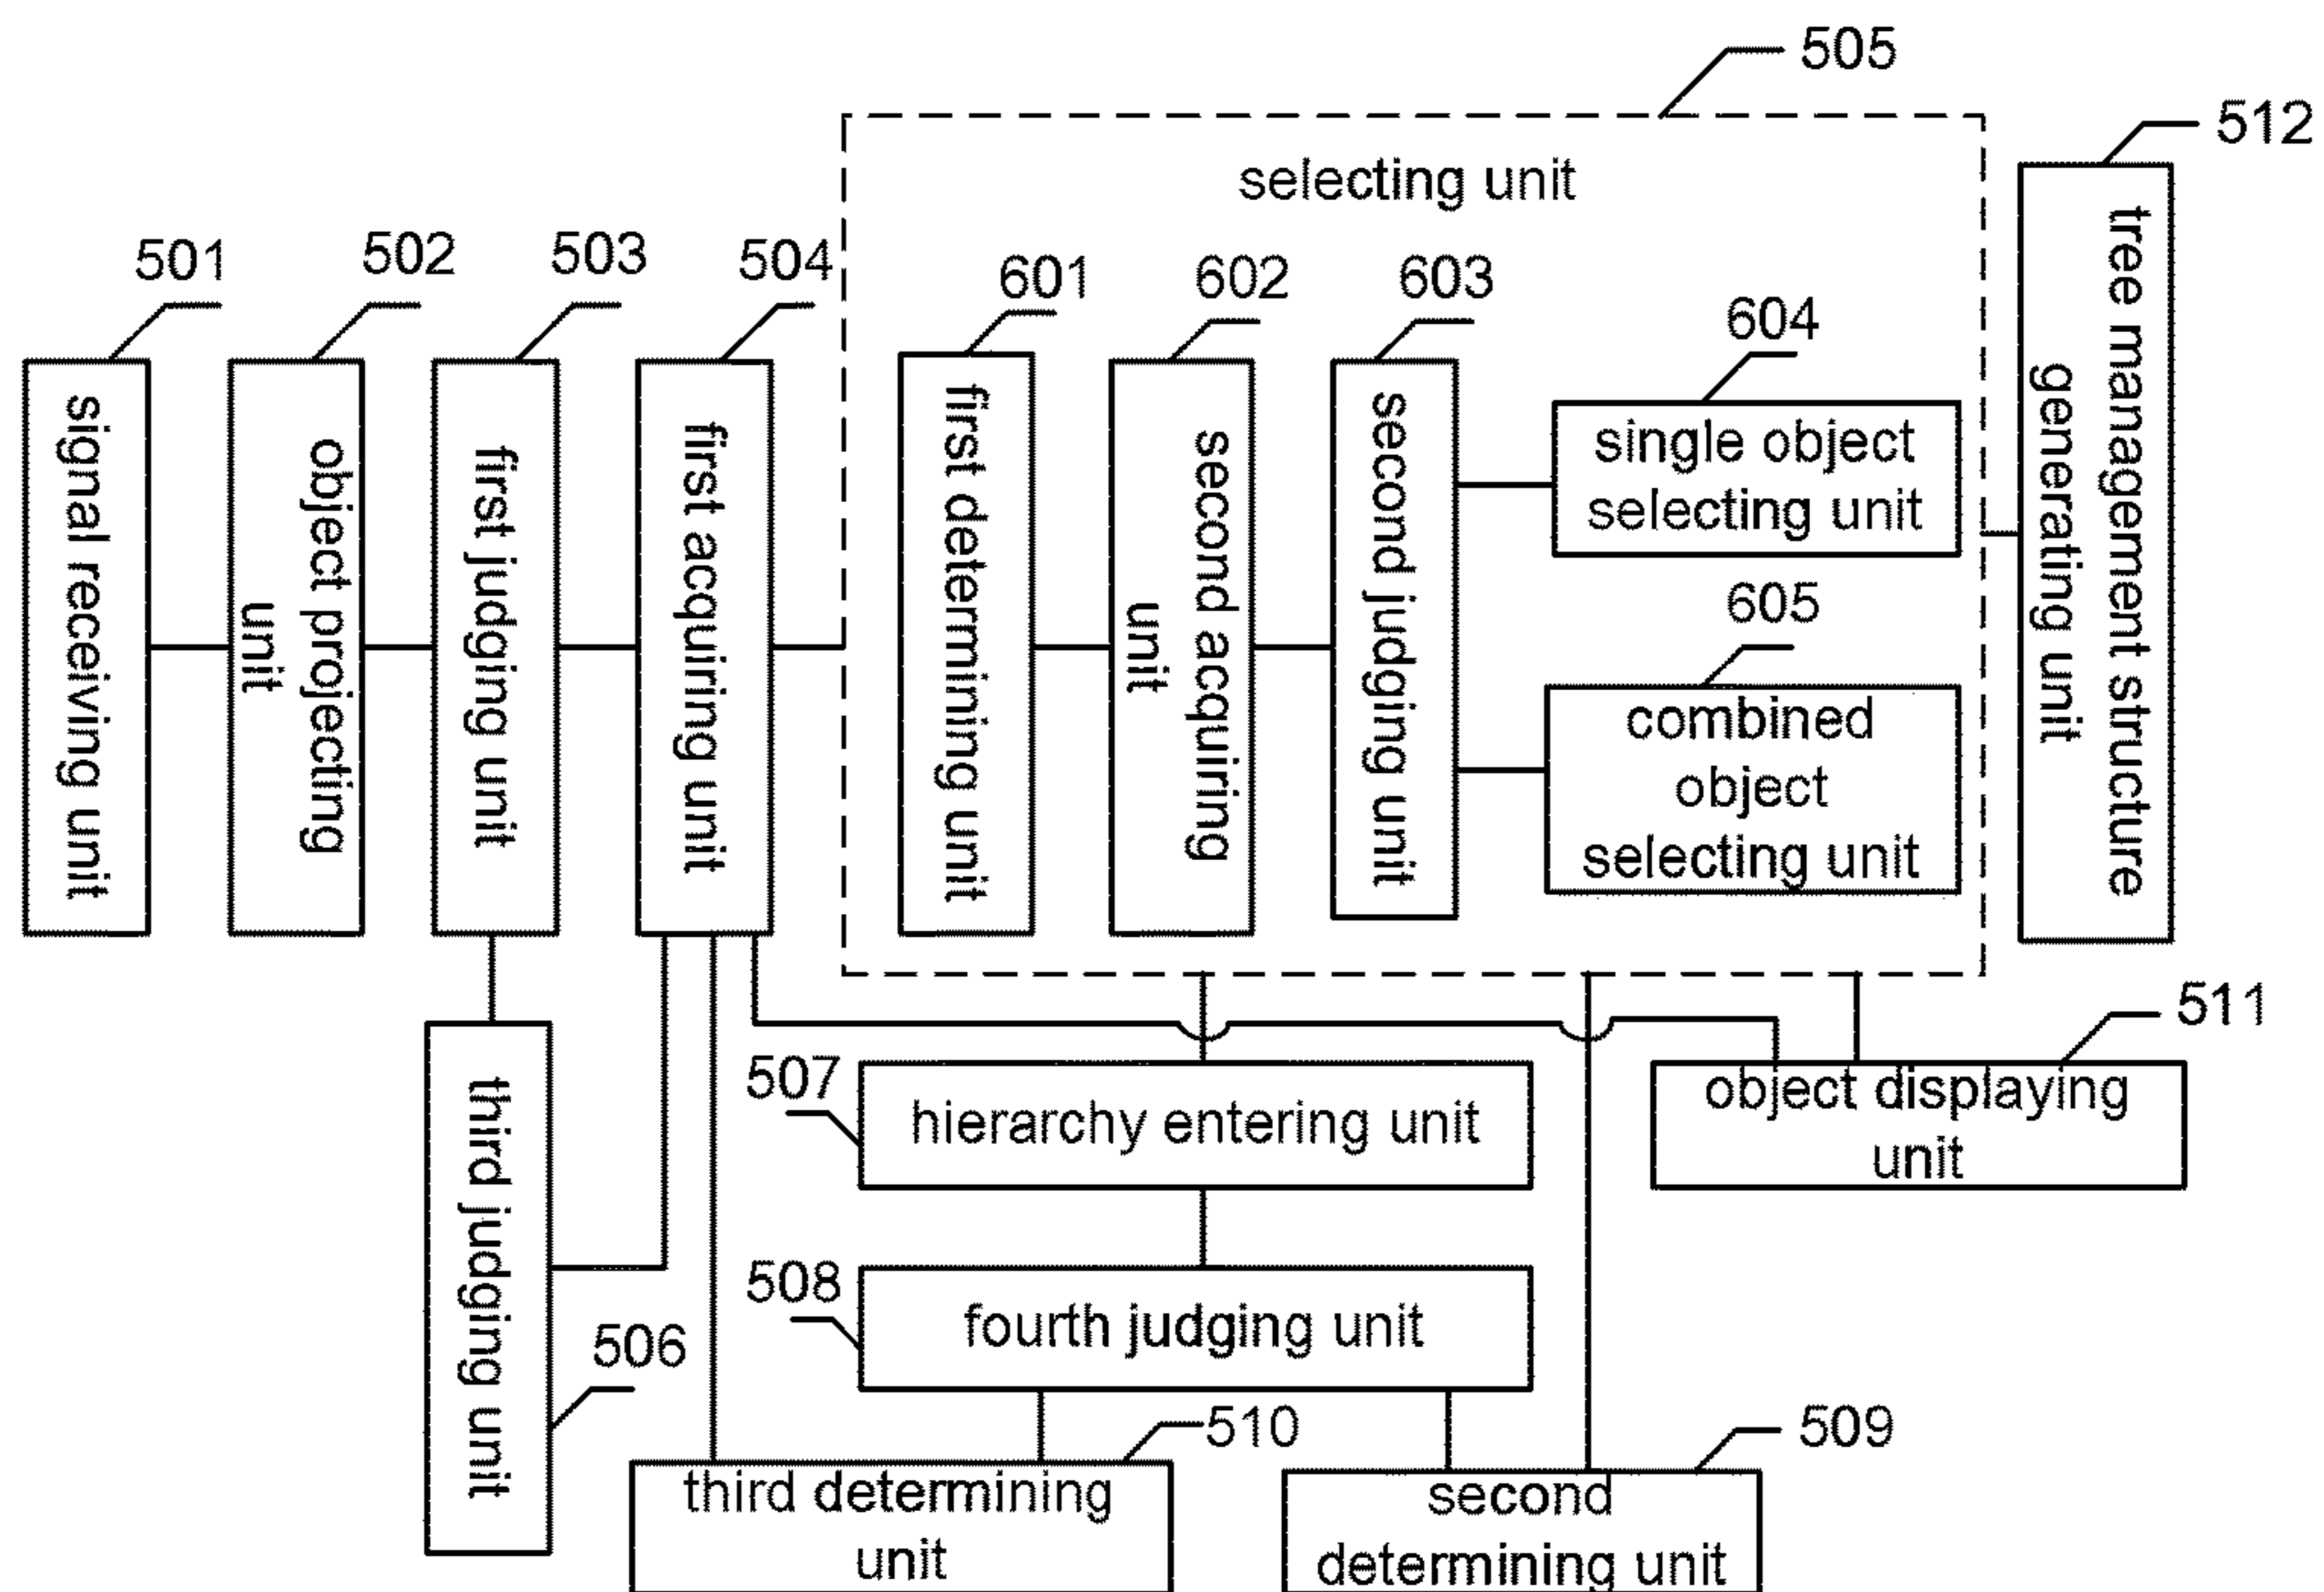 505
512
selecting unit
501
502
503
504
601
602
603
604
signal receiving unit
object projecting
unit
first judging unit
first acquiring unit
first determining unit
second acquiring
unit
second judging unit
single object
selecting unit
605
combined
object
selecting unit
tree management structure
generating unit
511
507
hierarchy entering unit
object displaying
unit
third judging unit
508
fourth judging unit
506
510
509
third determining
unit
second
determining unit